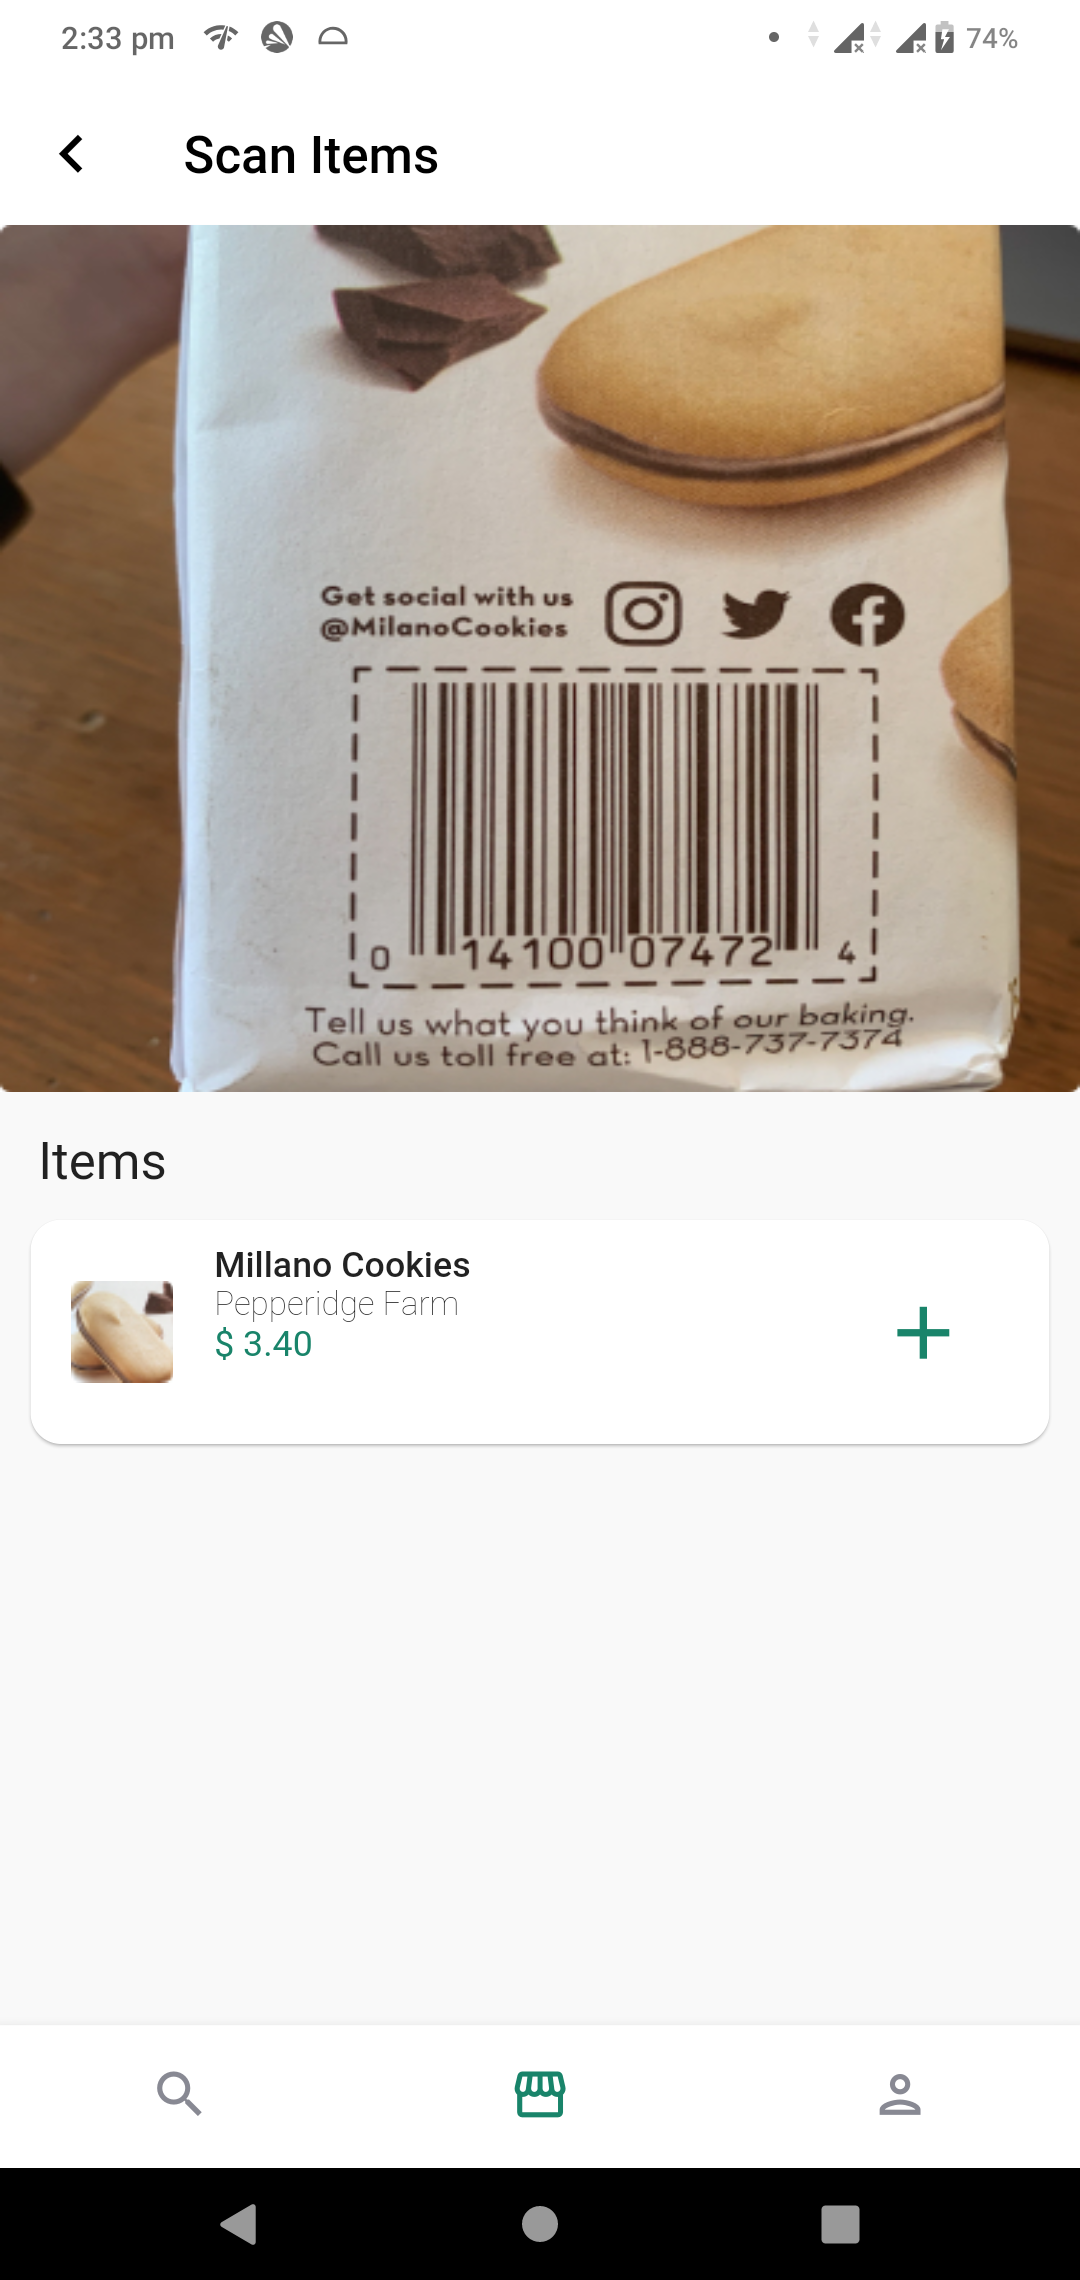 2:33 pm
74%
Scan Items
Get social with us
@MilanoCookies
0 14100 07472 4
Tell us what you think of our baking.
Call us toll free at: 1-888-737-7374
Items
Millano Cookies
Pepperidge Farm
$ 3.40